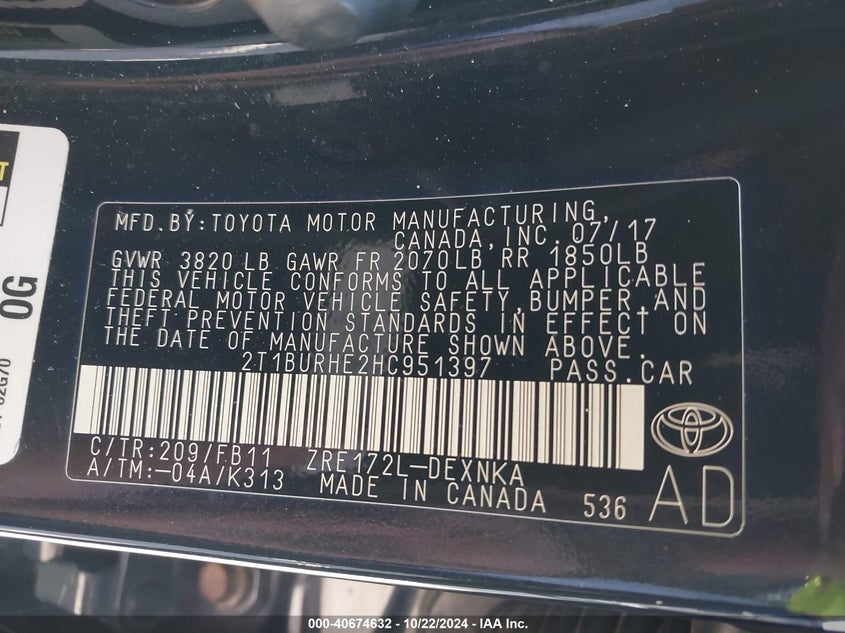 MFD. BY: TOYOTA MOTOR MANUFACTURING,
CANADA, INC. 07/17
GVWR 3820 LB GAWR FR 2070LB RR 1850LB
THIS VEHICLE CONFORMS TO ALL APPLICABLE
FEDERAL MOTOR VEHICLE SAFETY, BUMPER, AND
THEFT PREVENTION STANDARDS IN EFFECT ON
THE DATE OF MANUFACTURE SHOWN ABOVE.
2T1BURHE2HC951397 PASS. CAR
C/TR: 209/FB11 ZRE172L-DEXNKA
A/TM: -04A/K313 MADE IN CANADA 536 AD
0G
000-40674632 - 10/22/2024 - IAA Inc.